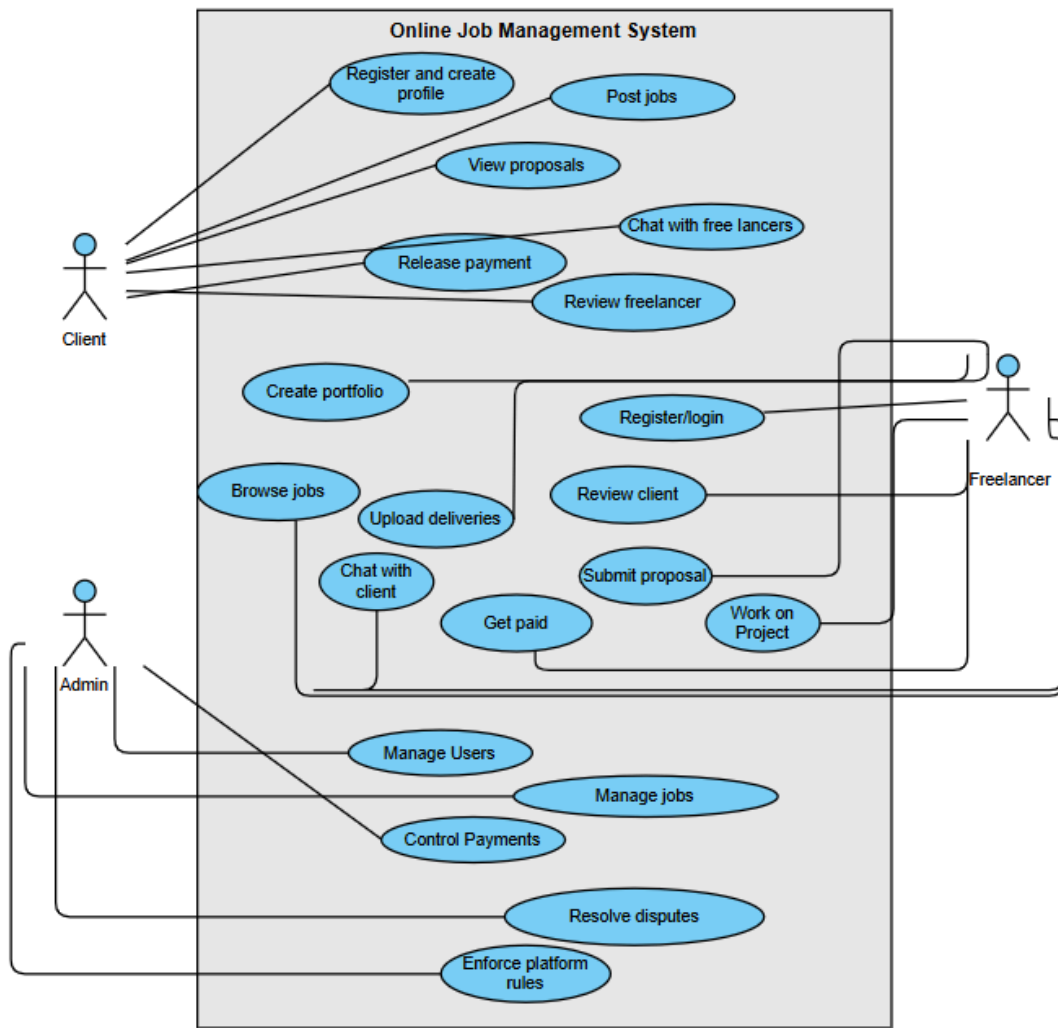 Online Job Management System
Register and create
profile
Post jobs
View proposals
Chat with free lancers
Release payment
Review freelancer
Client
Create portfolio
Register/login
Freelancer
Browse jobs
Review client
Upload deliveries
Chat with
client
Submit proposal
Get paid
Work on
Project
Admin
Manage Users
Manage jobs
Control Payments
Resolve disputes
Enforce platform
rules